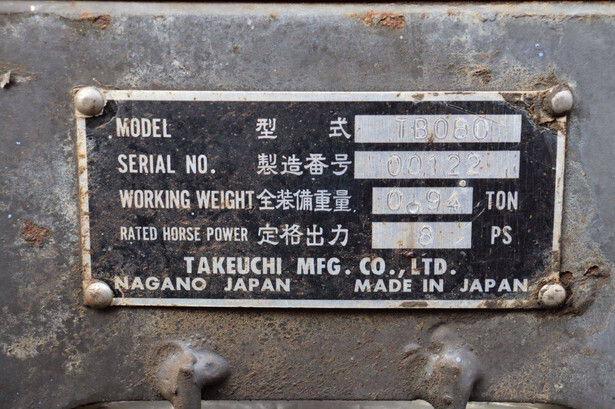 MODEL 型式 TB080
SERIAL NO. 製造番号 00122
WORKING WEIGHT 全装備重量 0.94 TON
RATED HORSE POWER 定格出力 8 PS
TAKEUCHI MFG. CO., LTD.
NAGANO JAPAN MADE IN JAPAN